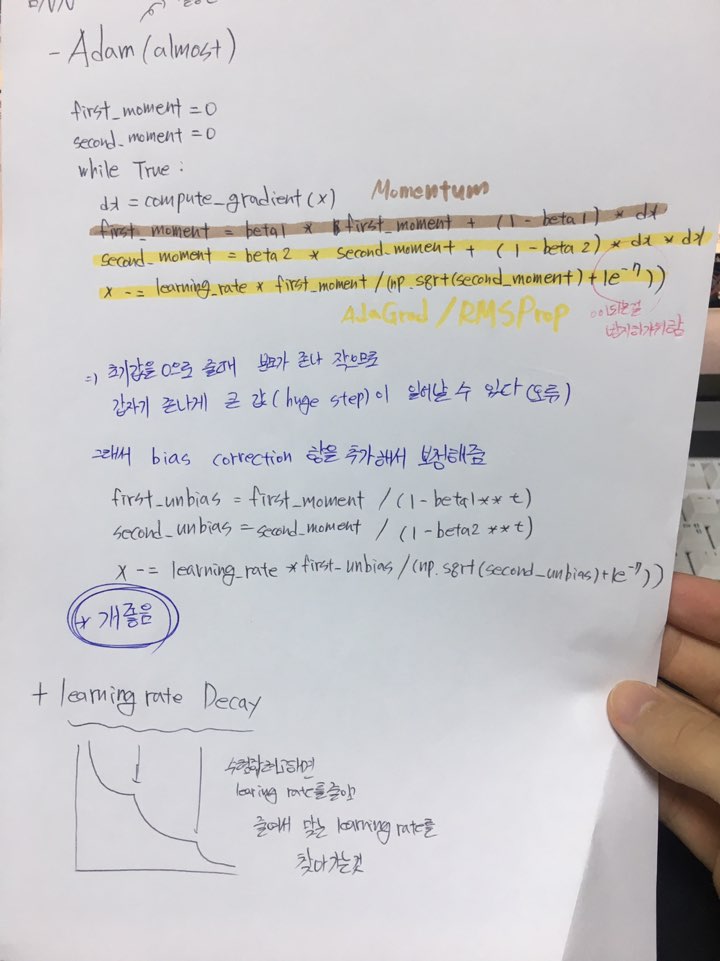 - Adam (almost)
first_moment = 0
second_moment = 0
while True :
dx = compute_gradient (x)
Momentum
first_moment = beta1 * first_moment + (1 - beta1) * dx
second_moment = beta2 * second_moment + (1 - beta2) * dx * dx
x -= learning_rate * first_moment / (np.sqrt(second_moment) + 1e⁻⁷))
AdaGrad / RMSProp
방지하기위함
=) 초기값을 0으로 줄때 분모가 존나 작으므로
갑자기 존나게 큰 값 (huge step) 이 일어날 수 있다 (오류)
그래서 bias correction 항을 추가해서 보정해줌
first_unbias = first_moment / (1 - beta1 ** t)
second_unbias = second_moment / (1 - beta2 ** t)
x -= learning_rate * first_unbias / (np.sqrt(second_unbias) + 1e⁻⁷))
* 개좋음
+ learning rate Decay
수렴할려고하면
learing rate를 줄여
줄여서 맞는 learning rate를
찾아가는것